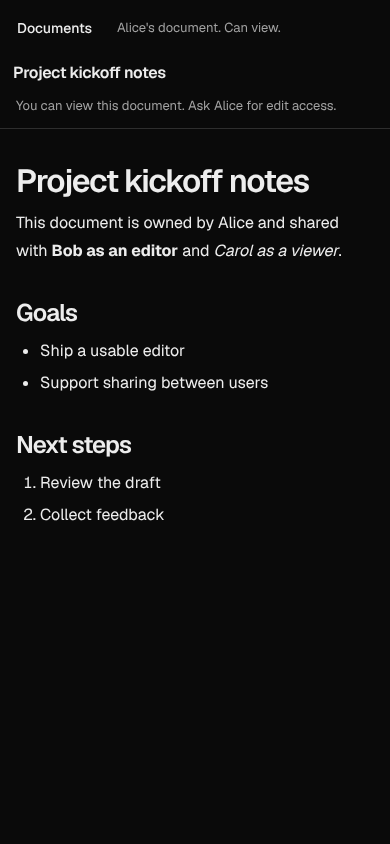 Documents Alice's document. Can view.
Project kickoff notes
You can view this document. Ask Alice for edit access.
Project kickoff notes
This document is owned by Alice and shared
with Bob as an editor and Carol as a viewer.
Goals
• Ship a usable editor
• Support sharing between users
Next steps
1. Review the draft
2. Collect feedback